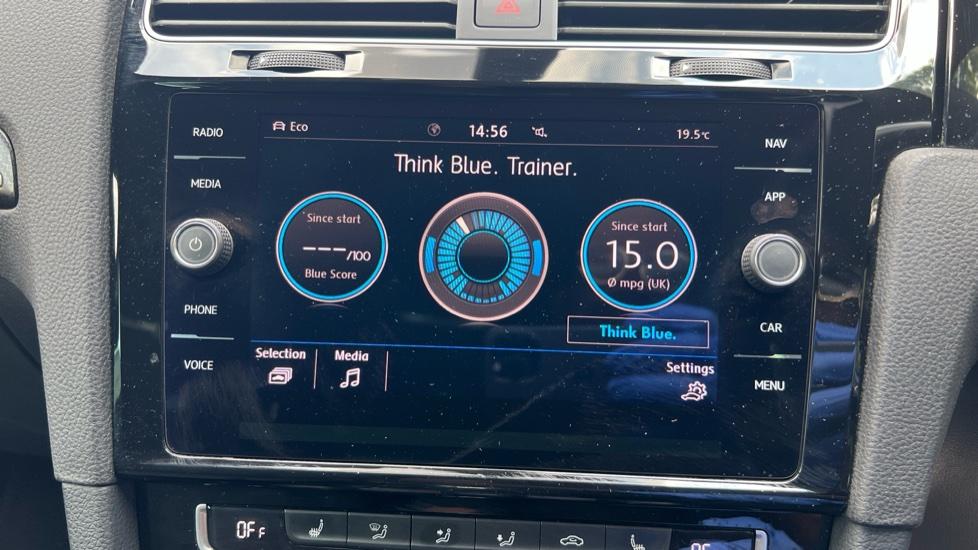 RADIO
MEDIA
PHONE
VOICE
Eco 14:56 19.5°C
Think Blue. Trainer.
Since start
---/100
Blue Score
Since start
15.0
Ø mpg (UK)
Think Blue.
Selection Media Settings
NAV
APP
CAR
MENU
OFF